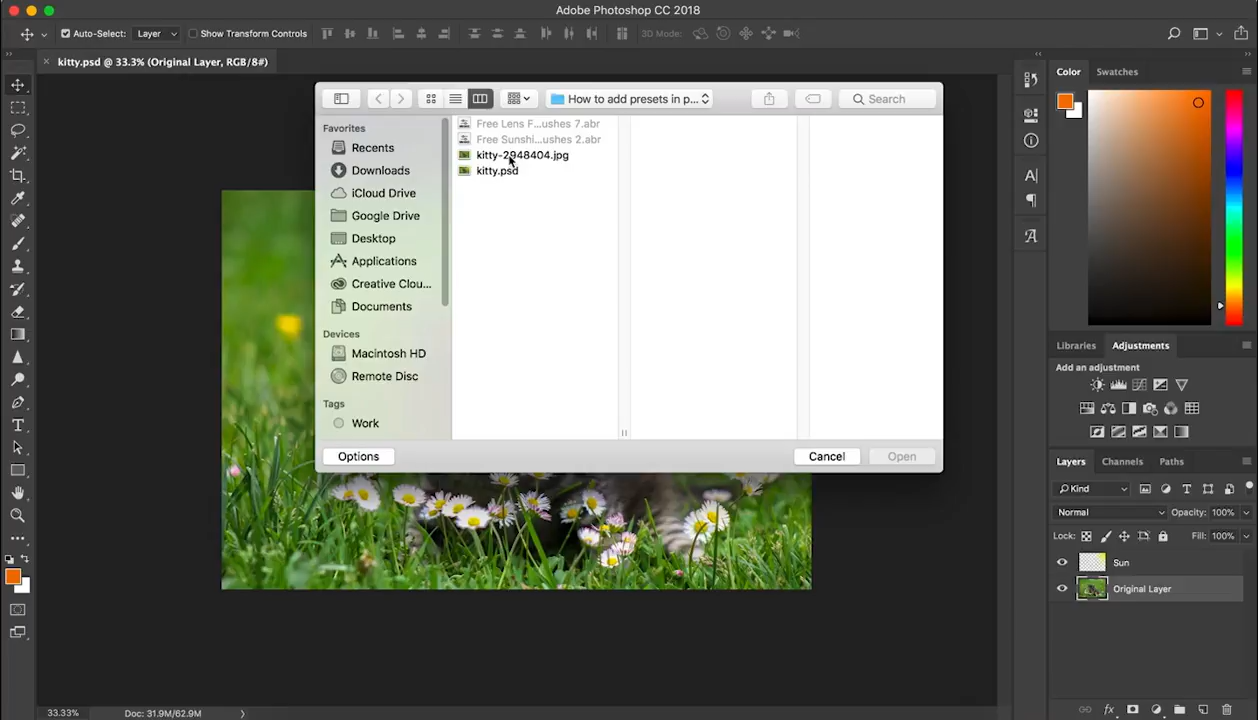 Adobe Photoshop CC 2018
Auto-Select: Layer Show Transform Controls 3D Mode:
kitty.psd @ 33.3% (Original Layer, RGB/8#)
How to add presets in p... Search
Favorites
Recents
Downloads
iCloud Drive
Google Drive
Desktop
Applications
Creative Clou...
Documents
Devices
Macintosh HD
Remote Disc
Tags
Work
Free Lens F...ushes 7.abr
Free Sunshi...ushes 2.abr
kitty-2948404.jpg
kitty.psd
Options Cancel Open
Color Swatches
Libraries Adjustments
Add an adjustment
Layers Channels Paths
Kind
Normal Opacity: 100%
Lock: Fill: 100%
Sun
Original Layer
33.33% Doc: 31.9M/62.9M